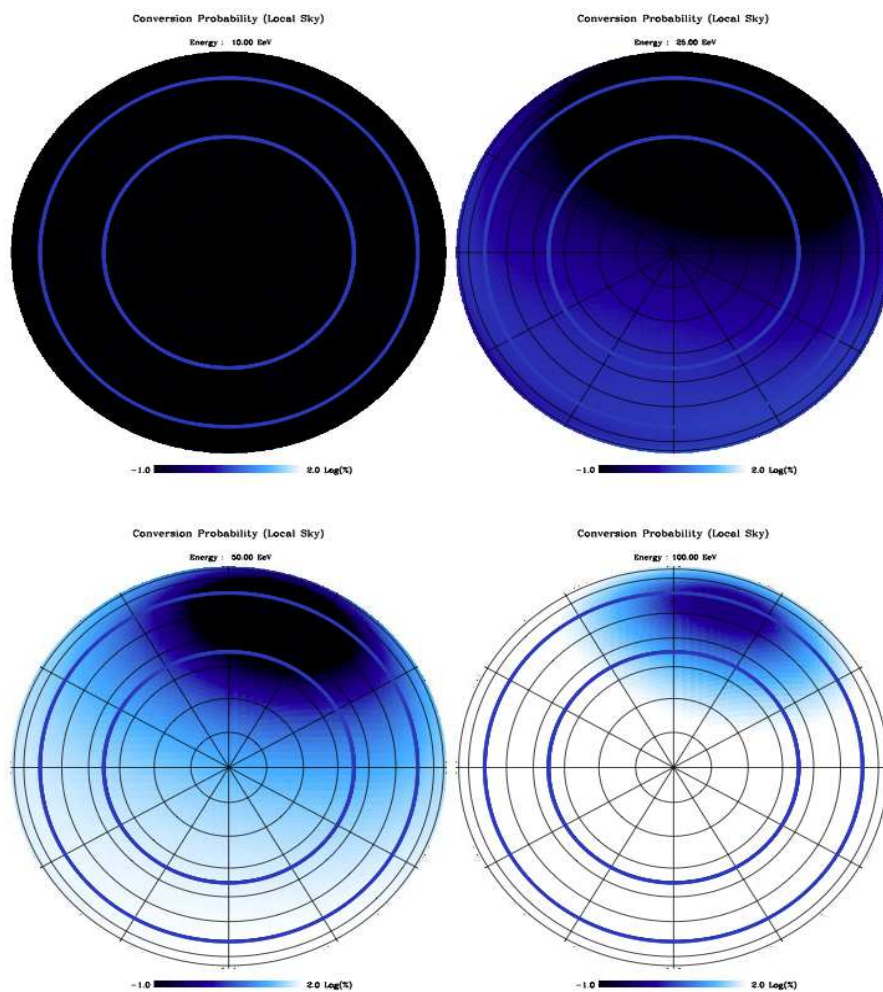 Conversion Probability (Local Sky)
Energy : 10.00 EeV
-1.0 2.0 Log(%)
Conversion Probability (Local Sky)
Energy : 25.00 EeV
-1.0 2.0 Log(%)
Conversion Probability (Local Sky)
Energy : 50.00 EeV
-1.0 2.0 Log(%)
Conversion Probability (Local Sky)
Energy : 100.00 EeV
-1.0 2.0 Log(%)